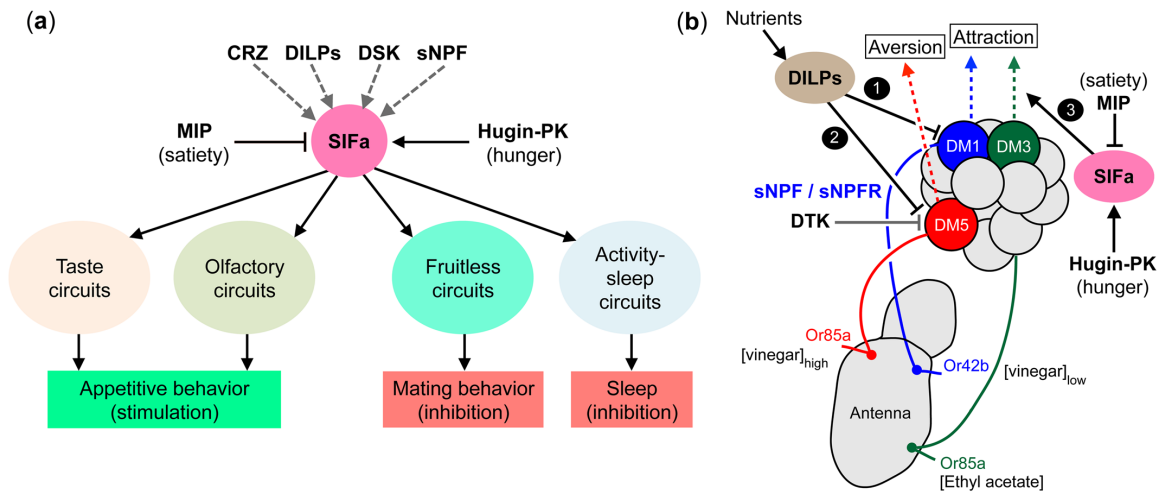 (a)
CRZ DILPs DSK sNPF
MIP
(satiety)
SIFa
Hugin-PK
(hunger)
Taste
circuits
Olfactory
circuits
Fruitless
circuits
Activity-
sleep
circuits
Appetitive behavior
(stimulation)
Mating behavior
(inhibition)
Sleep
(inhibition)
(b)
Nutrients
DILPs
Aversion
Attraction
1
2
3
(satiety)
MIP
DM1
DM3
SIFa
sNPF / sNPFR
DTK
DM5
Hugin-PK
(hunger)
Or85a
[vinegar]high
Or42b
[vinegar]low
Antenna
Or85a
[Ethyl acetate]